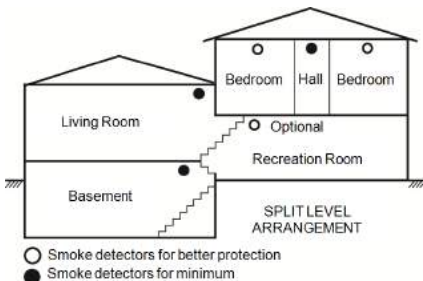 Bedroom Hall Bedroom
Living Room
Optional
Recreation Room
Basement
SPLIT LEVEL
ARRANGEMENT
Smoke detectors for better protection
Smoke detectors for minimum